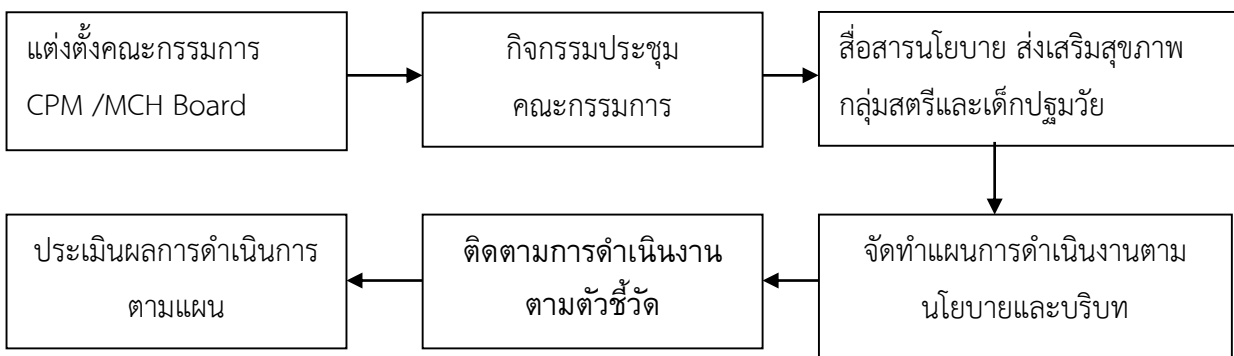 แต่งตั้งคณะกรรมการ
CPM /MCH Board
กิจกรรมประชุม
คณะกรรมการ
สื่อสารนโยบาย ส่งเสริมสุขภาพ
กลุ่มสตรีและเด็กปฐมวัย
จัดทำแผนการดำเนินงานตาม
นโยบายและบริบท
ติดตามการดำเนินงาน
ตามตัวชี้วัด
ประเมินผลการดำเนินการ
ตามแผน